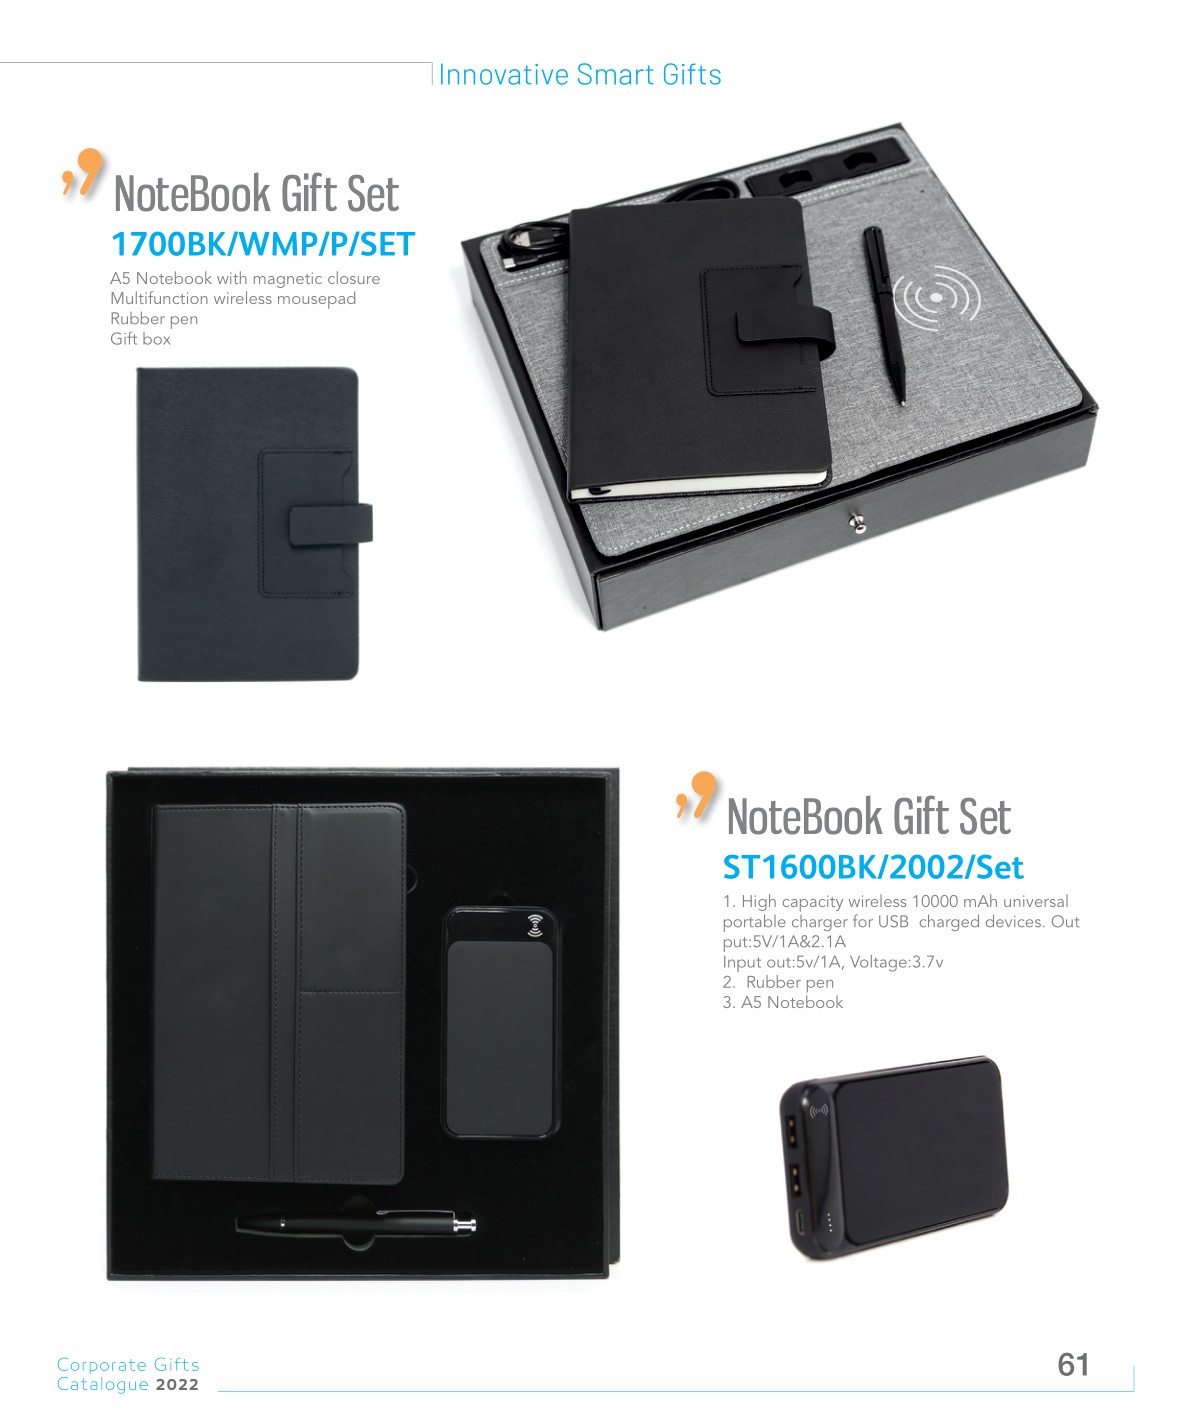 Innovative Smart Gifts
NoteBook Gift Set
1700BK/WMP/P/SET
A5 Notebook with magnetic closure
Multifunction wireless mousepad
Rubber pen
Gift box
NoteBook Gift Set
ST1600BK/2002/Set
1. High capacity wireless 10000 mAh universal
portable charger for USB  charged devices. Out
put:5V/1A&2.1A
Input out:5v/1A, Voltage:3.7v
2.  Rubber pen
3. A5 Notebook
Corporate Gifts
Catalogue 2022
61